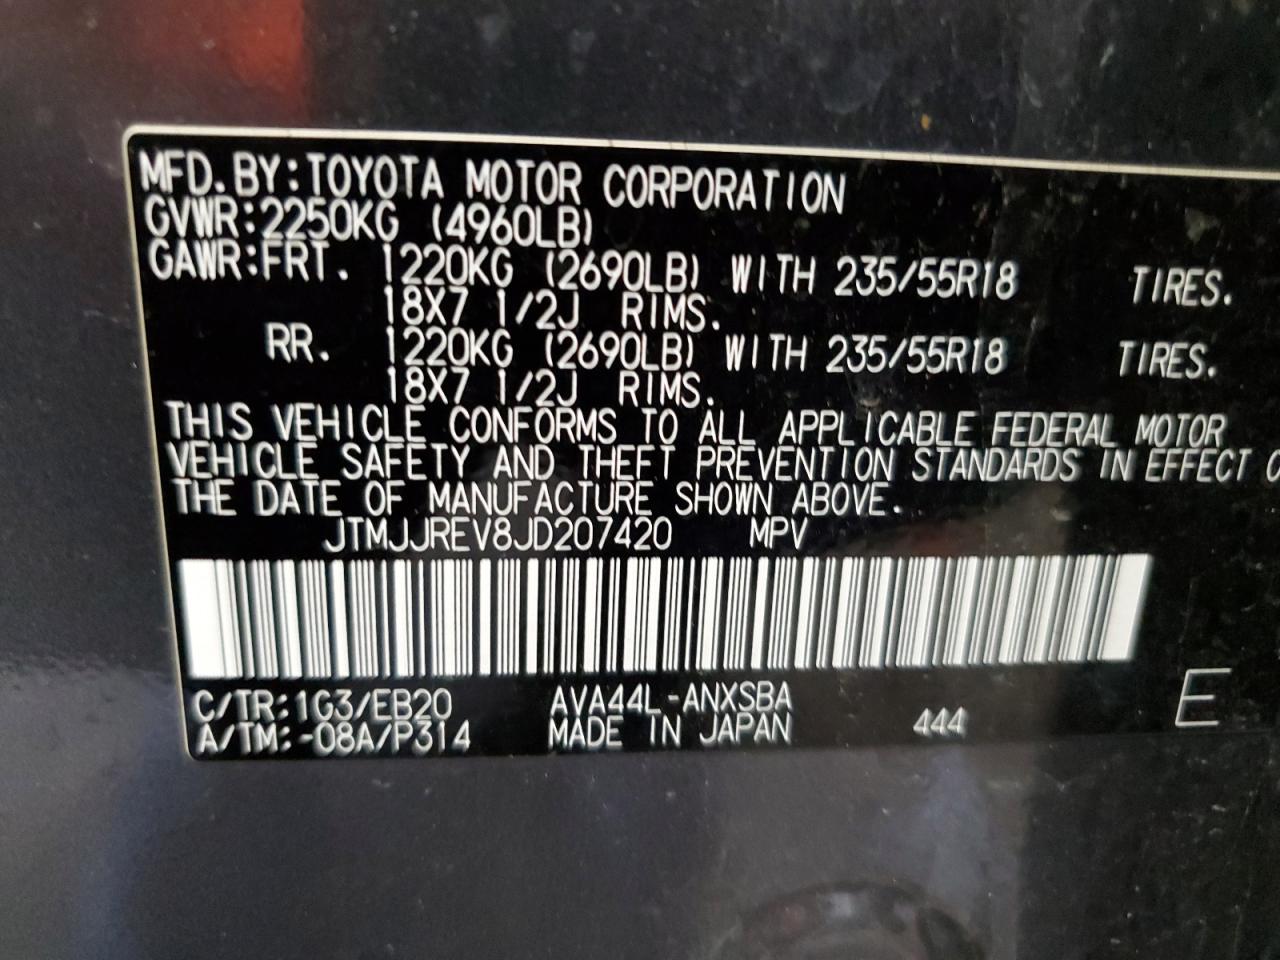 MFD.BY:TOYOTA MOTOR CORPORATION
GVWR:2250KG (4960LB)
GAWR:FRT. 1220KG (2690LB) WITH 235/55R18 TIRES.
18X7 1/2J RIMS.
RR. 1220KG (2690LB) WITH 235/55R18 TIRES.
18X7 1/2J RIMS.
THIS VEHICLE CONFORMS TO ALL APPLICABLE FEDERAL MOTOR
VEHICLE SAFETY AND THEFT PREVENTION STANDARDS IN EFFECT
THE DATE OF MANUFACTURE SHOWN ABOVE.
JTMJJREV8JD207420 MPV
C/TR:1G3/EB20 AVA44L-ANXSBA
A/TM:-08A/P314 MADE IN JAPAN 444 E